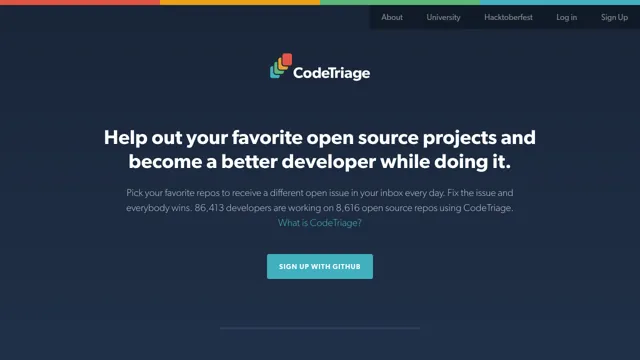 About University Hacktoberfest Log in Sign Up
CodeTriage
Help out your favorite open source projects and
become a better developer while doing it.
Pick your favorite repos to receive a different open issue in your inbox every day. Fix the issue and
everybody wins. 86,413 developers are working on 8,616 open source repos using CodeTriage.
What is CodeTriage?
SIGN UP WITH GITHUB